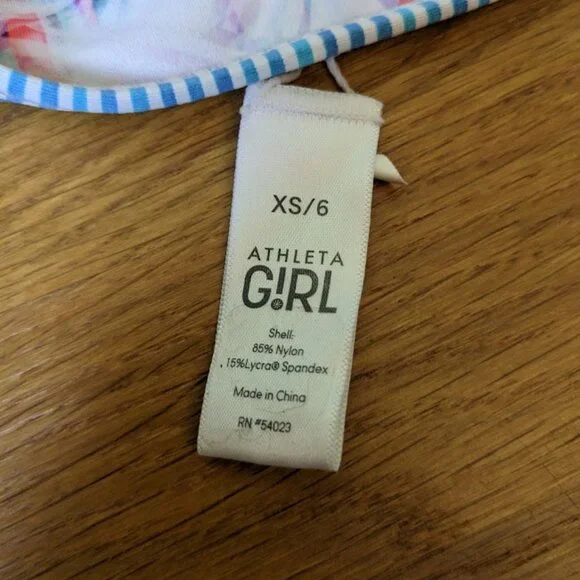 XS/6
ATHLETA
G!RL
Shell:
85% Nylon
15%Lycra® Spandex
Made in China
RN #54023